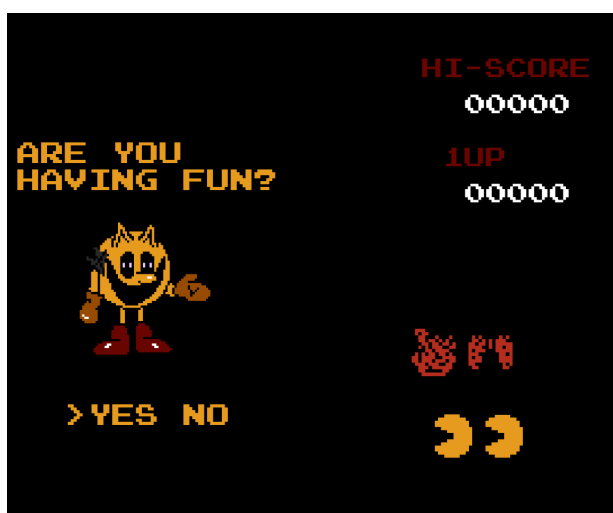 HI-SCORE
00000
ARE YOU
HAVING FUN?
1UP
00000
>YES NO